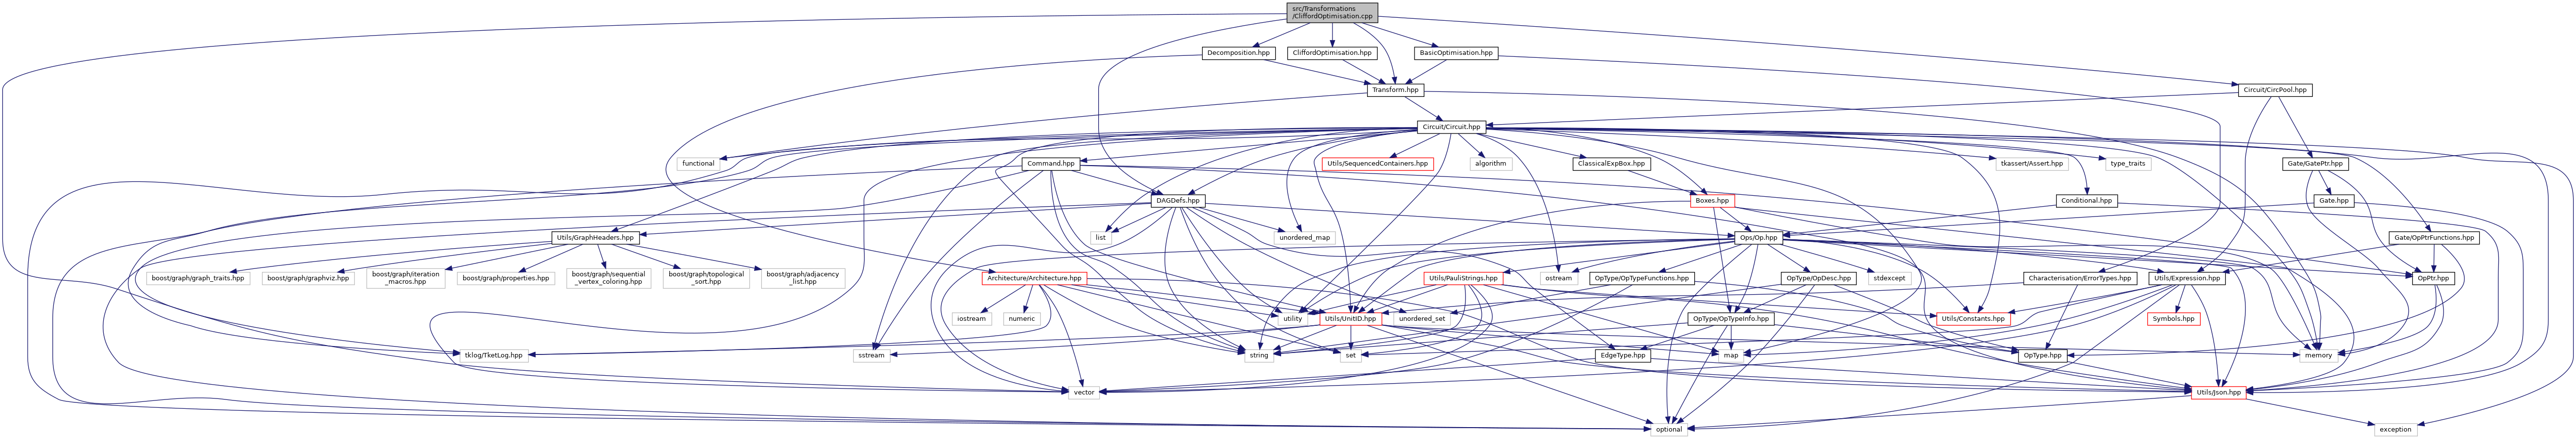 src/Transformations
/CliffordOptimisation.cpp
Decomposition.hpp
CliffordOptimisation.hpp
BasicOptimisation.hpp
Transform.hpp
Circuit/CircPool.hpp
Circuit/Circuit.hpp
functional
Command.hpp
Utils/SequencedContainers.hpp
algorithm
ClassicalExpBox.hpp
tkassert/Assert.hpp
type_traits
Gate/GatePtr.hpp
DAGDefs.hpp
Boxes.hpp
Conditional.hpp
Gate.hpp
Utils/GraphHeaders.hpp
list
unordered_map
Ops/Op.hpp
Gate/OpPtrFunctions.hpp
boost/graph/graph_traits.hpp
boost/graph/graphviz.hpp
boost/graph/iteration
_macros.hpp
boost/graph/properties.hpp
boost/graph/sequential
_vertex_coloring.hpp
boost/graph/topological
_sort.hpp
boost/graph/adjacency
_list.hpp
Architecture/Architecture.hpp
Utils/PauliStrings.hpp
ostream
OpType/OpTypeFunctions.hpp
OpType/OpDesc.hpp
stdexcept
Characterisation/ErrorTypes.hpp
Utils/Expression.hpp
OpPtr.hpp
iostream
numeric
utility
Utils/UnitID.hpp
unordered_set
OpType/OpTypeInfo.hpp
Utils/Constants.hpp
Symbols.hpp
tklog/TketLog.hpp
sstream
string
set
EdgeType.hpp
map
OpType.hpp
memory
vector
Utils/Json.hpp
optional
exception